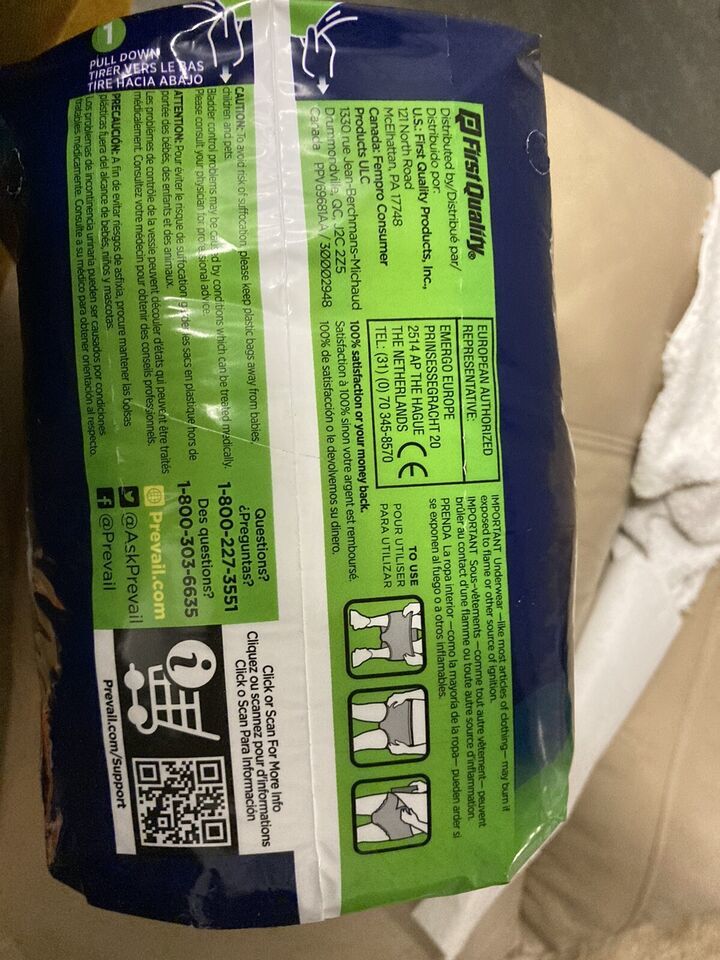 1
PULL DOWN
TIRER VERS LE BAS
TIRE HACIA ABAJO
First Quality®
Distributed by/Distribué par/
Distribuido por:
U.S.: First Quality Products, Inc.,
121 North Road
McElhattan, PA 17748
Canada: Fempro Consumer
Products ULC
1330 rue Jean-Berchmans-Michaud
Drummondville, QC, J2C 2Z5
Canada PPV69681AA / 30002948
EUROPEAN AUTHORIZED
REPRESENTATIVE:
EMERGO EUROPE
PRINSESSEGRACHT 20
2514 AP THE HAGUE
THE NETHERLANDS
TEL: (31) (0) 70 345-8570
CE
100% satisfaction or your money back.
Satisfaction à 100% sinon votre argent est remboursé.
100% de satisfacción o le devolvemos su dinero.
IMPORTANT Underwear —like most articles of clothing— may burn if
exposed to flame or other source of ignition.
IMPORTANT Sous-vêtements —comme tout autre vêtement— peuvent
brûler au contact d'une flamme ou toute autre source d'inflammation.
PRENDA La ropa interior —como la mayoría de la ropa— pueden arder si
se exponen al fuego o a otros inflamables.
TO USE
POUR UTILISER
PARA UTILIZAR
CAUTION: To avoid risk of suffocation, please keep plastic bags away from babies,
children and pets.
Bladder control problems may be caused by conditions which can be treated medically.
Please consult your physician for professional advice.
ATTENTION: Pour éviter le risque de suffocation, garder les sacs en plastique hors de
portée des bébés, des enfants et des animaux.
Les problèmes de contrôle de la vessie peuvent découler d'états qui peuvent être traités
médicalement. Consultez votre médecin pour obtenir des conseils professionnels.
PRECAUCIÓN: A fin de evitar riesgos de asfixia, procure mantener las bolsas
plásticas fuera del alcance de bebés, niños y mascotas.
Los problemas de incontinencia urinaria pueden ser causados por condiciones
tratables médicamente. Consulte a su médico para obtener orientación al respecto.
Questions?
¿Preguntas?
1-800-227-3551
Des questions?
1-800-303-6635
Prevail.com
@AskPrevail
@Prevail
Click or Scan For More Info
Cliquez ou scannez pour d'informations
Click o Scan Para Información
i
Prevail.com/Support